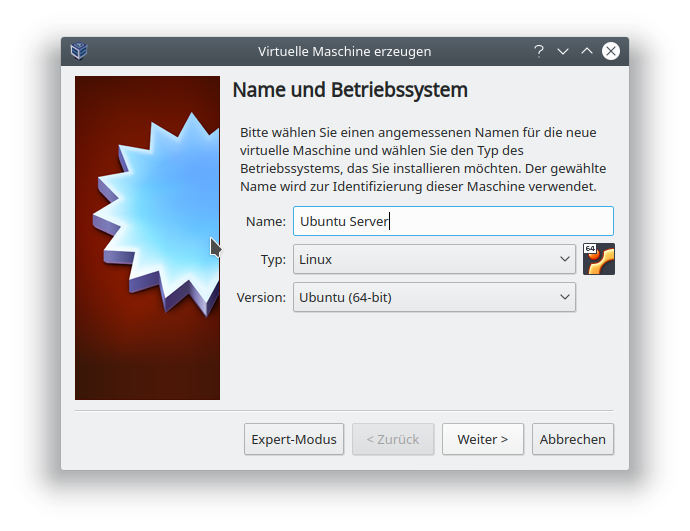 Virtuelle Maschine erzeugen
Name und Betriebssystem
Bitte wählen Sie einen angemessenen Namen für die neue
virtuelle Maschine und wählen Sie den Typ des
Betriebssystems, das Sie installieren möchten. Der gewählte
Name wird zur Identifizierung dieser Maschine verwendet.
Name: Ubuntu Server
Typ: Linux
64
Version: Ubuntu (64-bit)
Expert-Modus < Zurück Weiter > Abbrechen